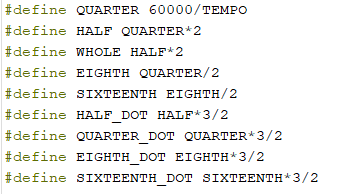 #define QUARTER 60000/TEMPO
#define HALF QUARTER*2
#define WHOLE HALF*2
#define EIGHTH QUARTER/2
#define SIXTEENTH EIGHTH/2
#define HALF_DOT HALF*3/2
#define QUARTER_DOT QUARTER*3/2
#define EIGHTH_DOT EIGHTH*3/2
#define SIXTEENTH_DOT SIXTEENTH*3/2